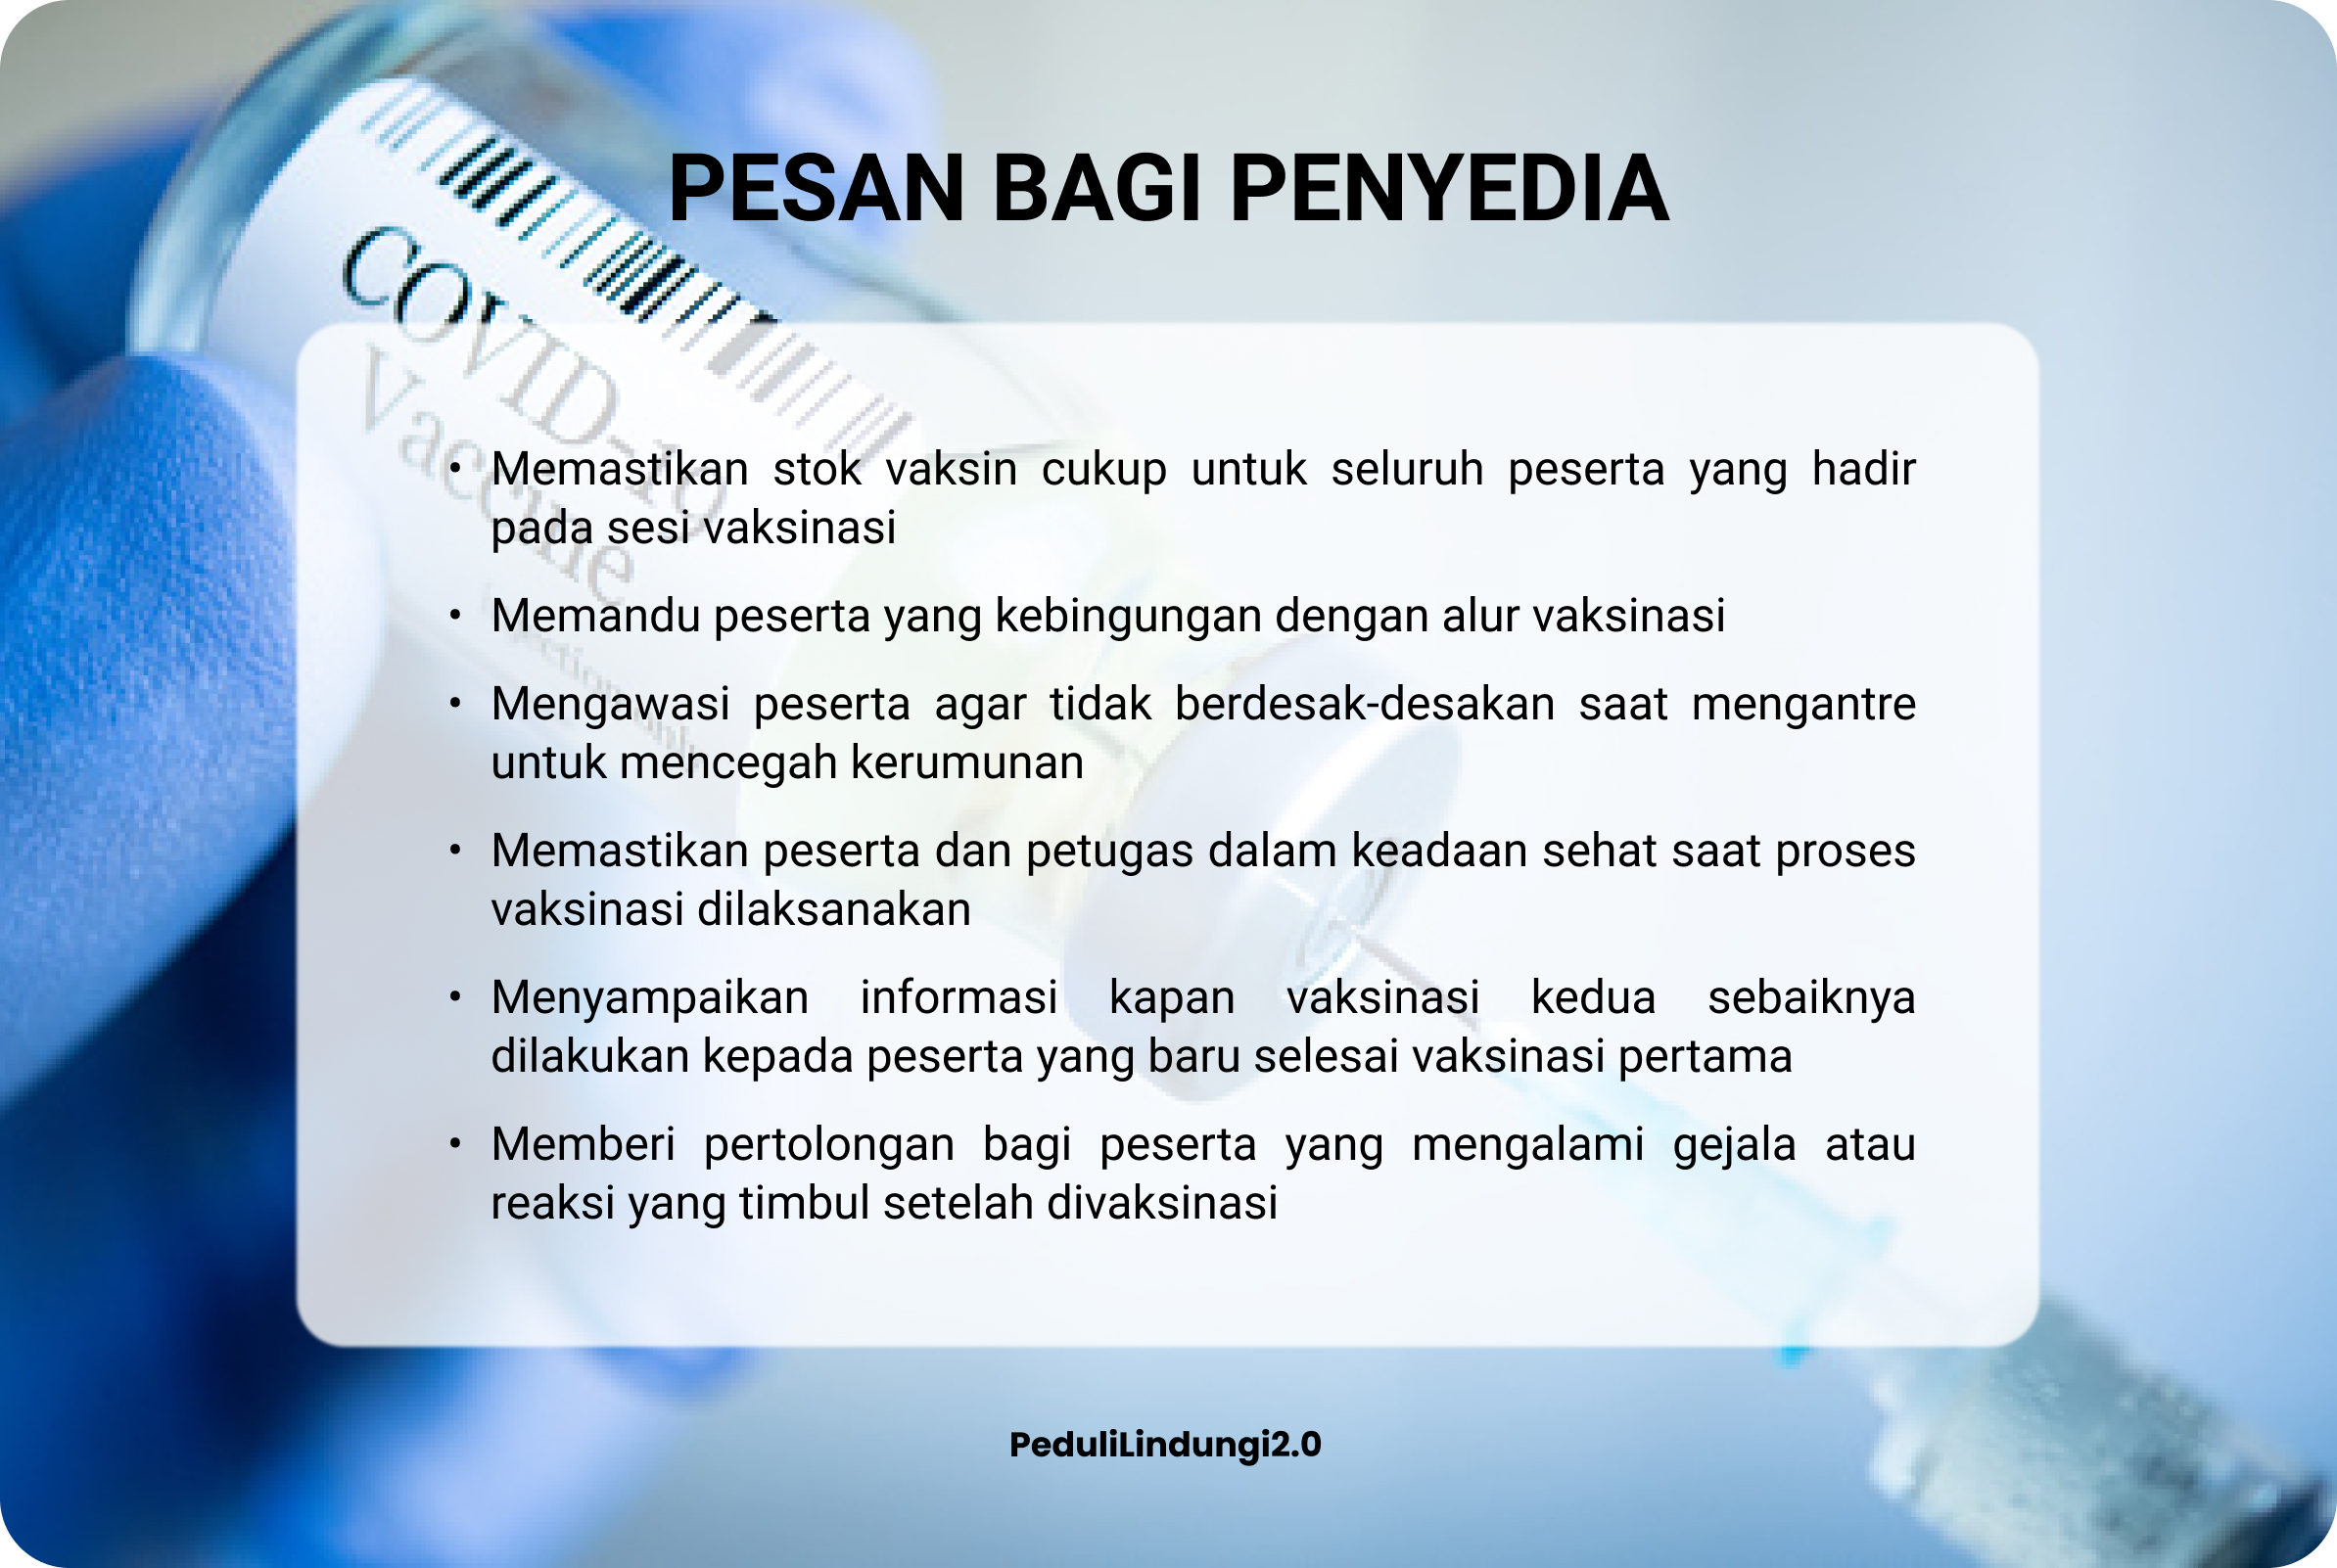 PESAN BAGI PENYEDIA
COVID-19
Vaccine
• Memastikan stok vaksin cukup untuk seluruh peserta yang hadir
pada sesi vaksinasi
• Memandu peserta yang kebingungan dengan alur vaksinasi
• Mengawasi peserta agar tidak berdesak-desakan saat mengantre
untuk mencegah kerumunan
• Memastikan peserta dan petugas dalam keadaan sehat saat proses
vaksinasi dilaksanakan
• Menyampaikan informasi kapan vaksinasi kedua sebaiknya
dilakukan kepada peserta yang baru selesai vaksinasi pertama
• Memberi pertolongan bagi peserta yang mengalami gejala atau
reaksi yang timbul setelah divaksinasi
PeduliLindungi2.0